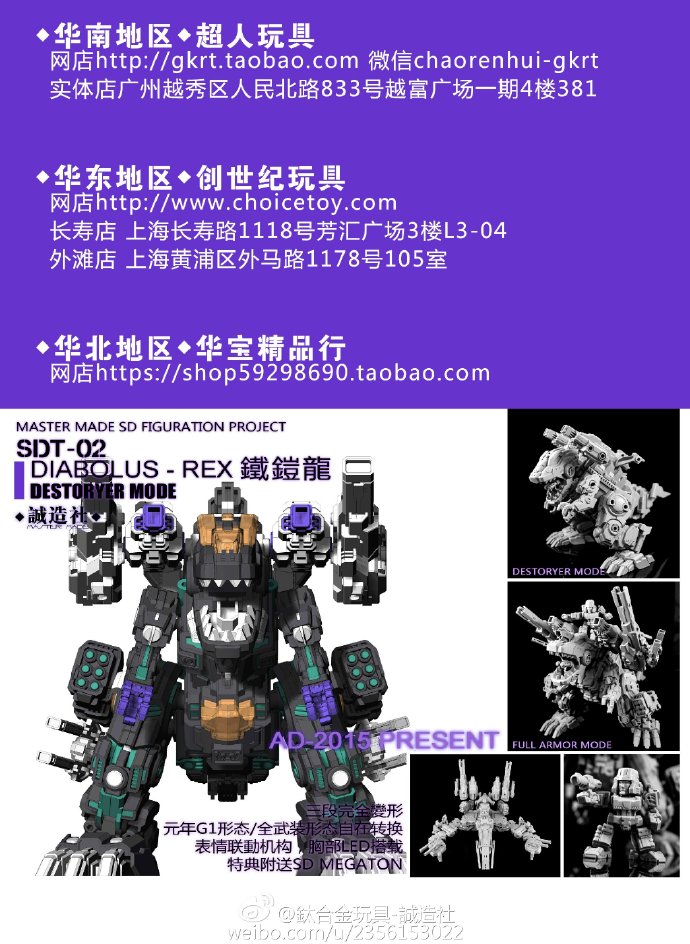 ◆华南地区◆超人玩具
网店http://gkrt.taobao.com 微信chaorenhui-gkrt
实体店广州越秀区人民北路833号越富广场一期4楼381
◆华东地区◆创世纪玩具
网店http://www.choicetoy.com
长寿店 上海长寿路1118号芳汇广场3楼L3-04
外滩店 上海黄浦区外马路1178号105室
◆华北地区◆华宝精品行
网店https://shop59298690.taobao.com
MASTER MADE SD FIGURATION PROJECT
SDT-02
DIABOLUS - REX 鐵鎧龍
DESTORYER MODE
◆誠造社◆
MASTER MADE
DESTORYER MODE
FULL ARMOR MODE
AD-2015 PRESENT
三段完全變形
元年G1形态/全武装形态自在转换
表情联動机构／胸部LED搭载
特典附送SD MEGATON
@鈦合金玩具-誠造社
weibo.com/u/2356153022